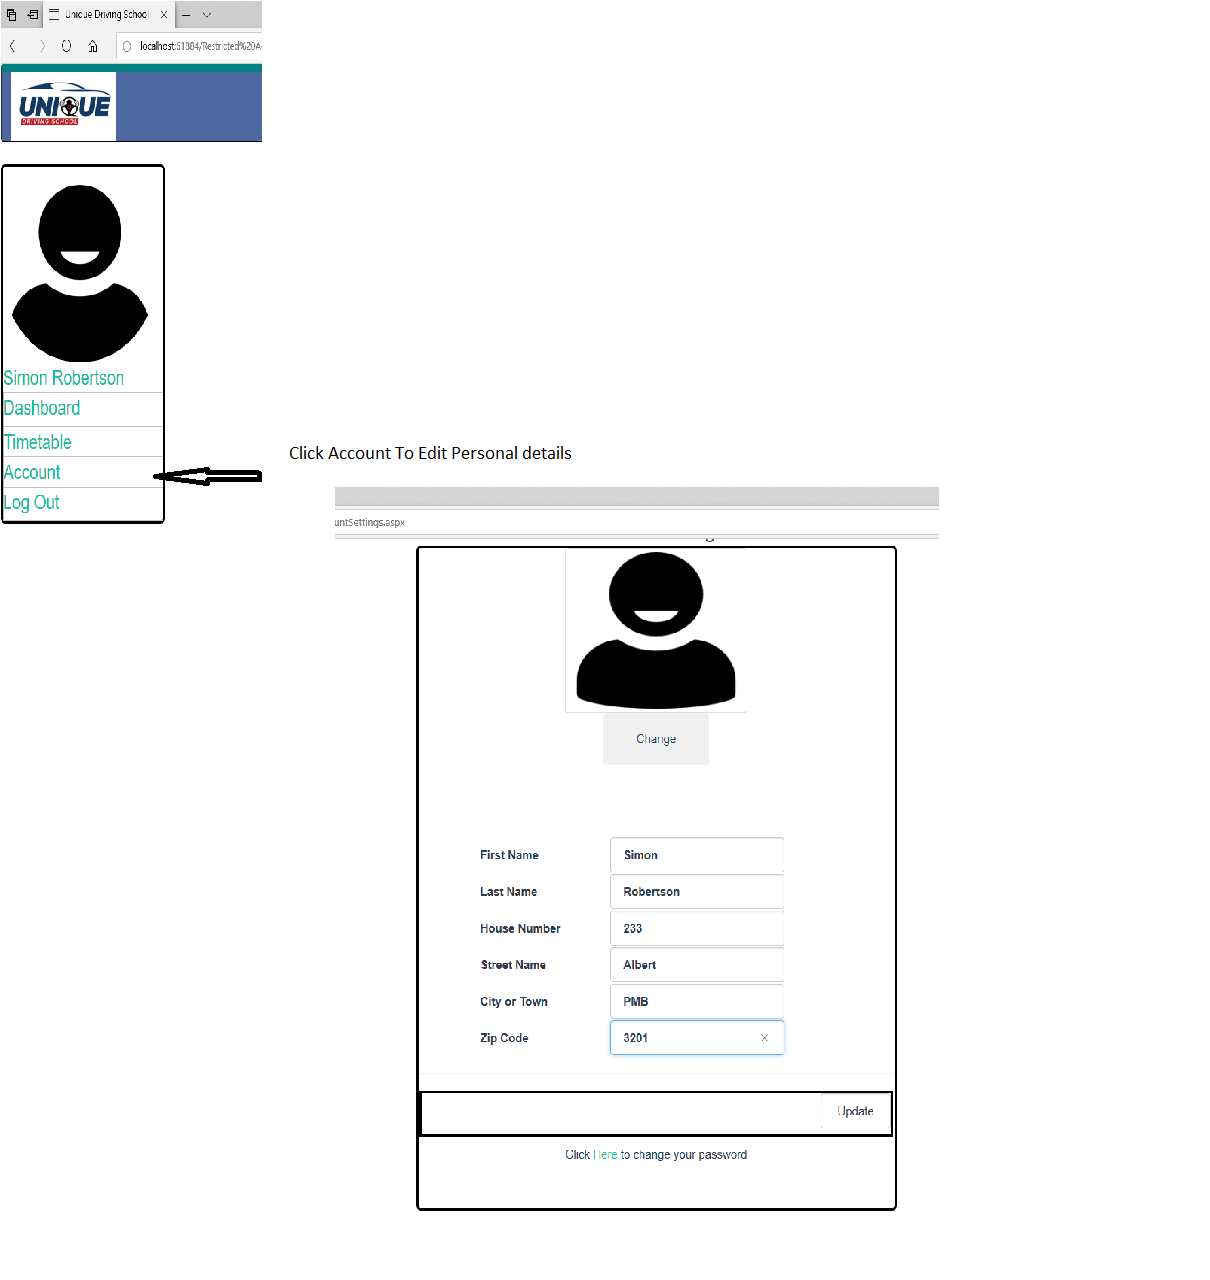 Unique Driving School
localhost:61884/Restricted%20A
UNIQUE
DRIVING SCHOOL
Simon Robertson
Dashboard
Timetable
Account
Log Out
Click Account To Edit Personal details
untSettings.aspx
Change
First Name Simon
Last Name Robertson
House Number 233
Street Name Albert
City or Town PMB
Zip Code 3201
Update
Click Here to change your password